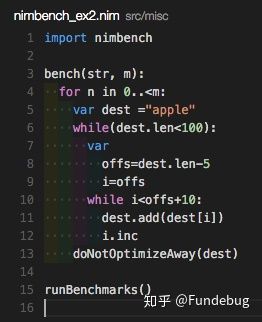 nimbench_ex2.nim src/misc
1 import nimbench
2
3 bench(str, m):
4   for n in 0..<m:
5     var dest ="apple"
6     while(dest.len<100):
7       var
8         offs=dest.len-5
9         i=offs
10       while i<offs+10:
11         dest.add(dest[i])
12         i.inc
13     doNotOptimizeAway(dest)
14
15 runBenchmarks()
16
知乎 @Fundebug